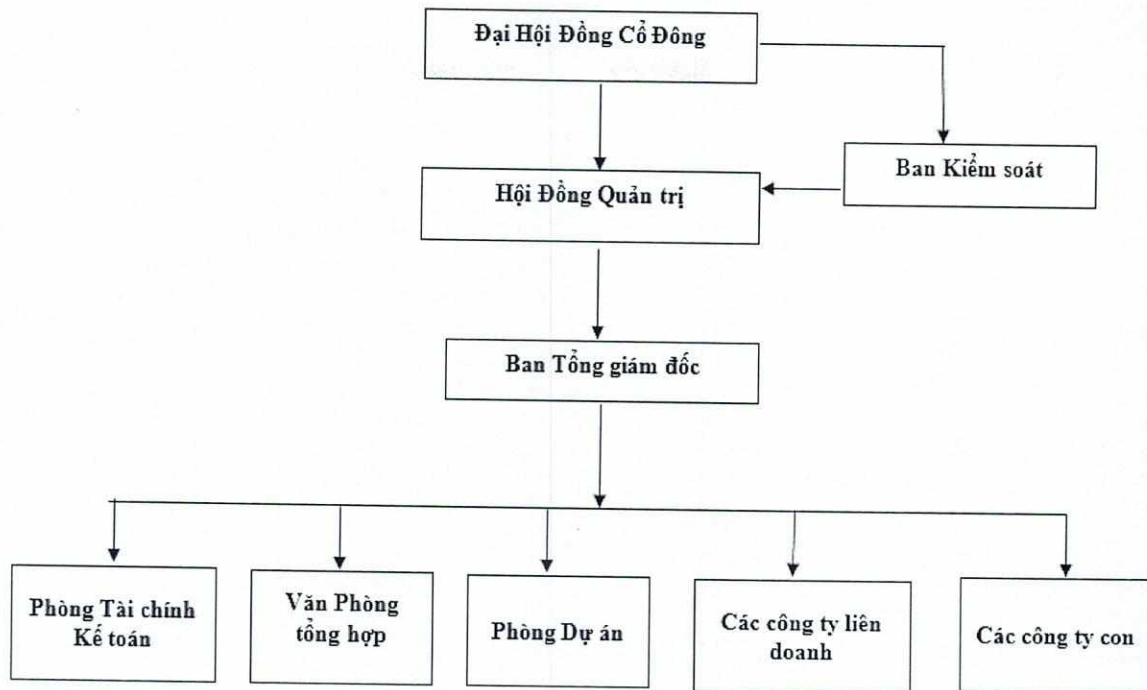 Đại Hội Đồng Cổ Đông
Ban Kiểm soát
Hội Đồng Quản trị
Ban Tổng giám đốc
Phòng Tài chính
Kế toán
Văn Phòng
tổng hợp
Phòng Dự án
Các công ty liên
doanh
Các công ty con